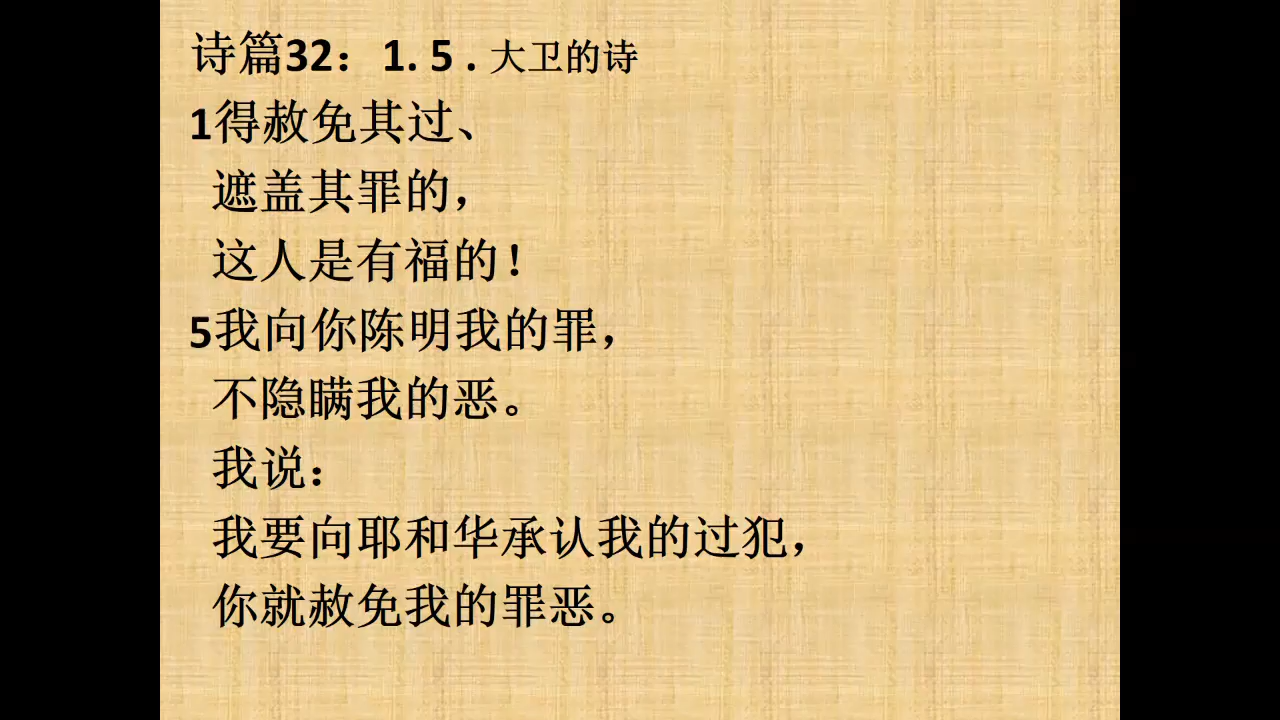 诗篇32：1. 5 . 大卫的诗
1得赦免其过、
遮盖其罪的，
这人是有福的！
5我向你陈明我的罪，
不隐瞒我的恶。
我说：
我要向耶和华承认我的过犯，
你就赦免我的罪恶。